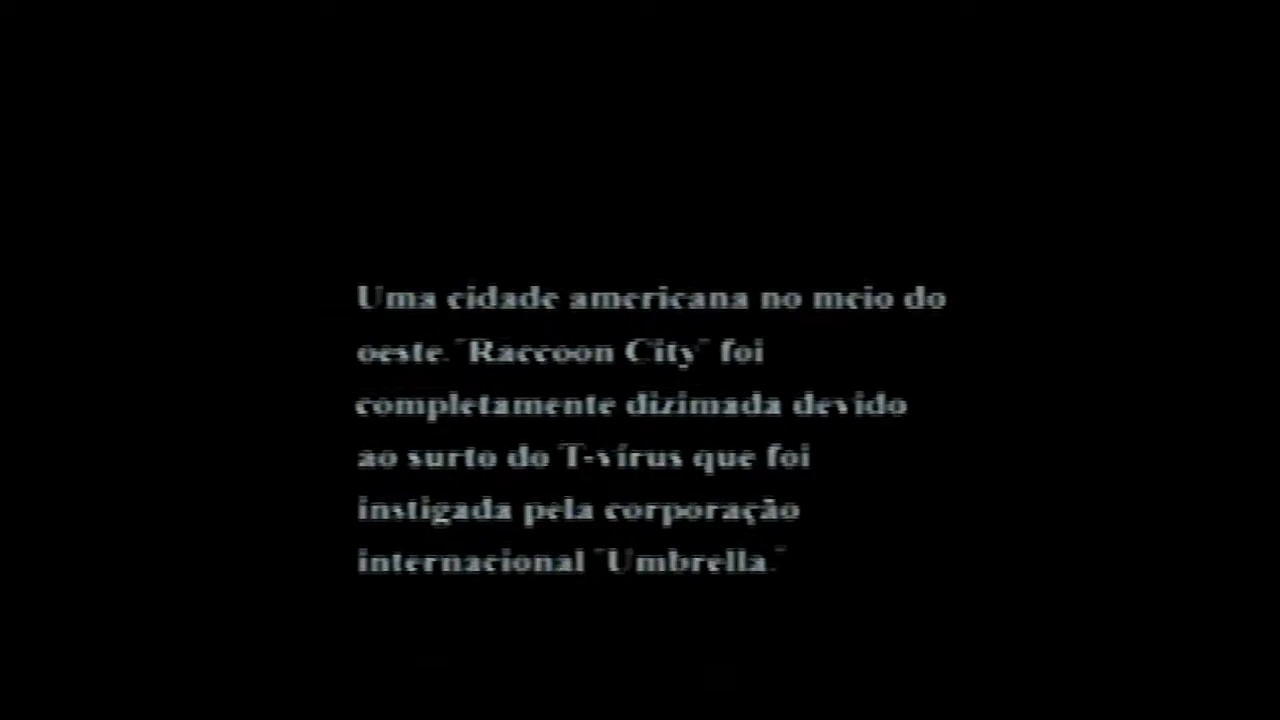 Uma cidade americana no meio do
oeste."Raccoon City" foi
completamente dizimada devido
ao surto do T-vírus que foi
instigada pela corporação
internacional "Umbrella."